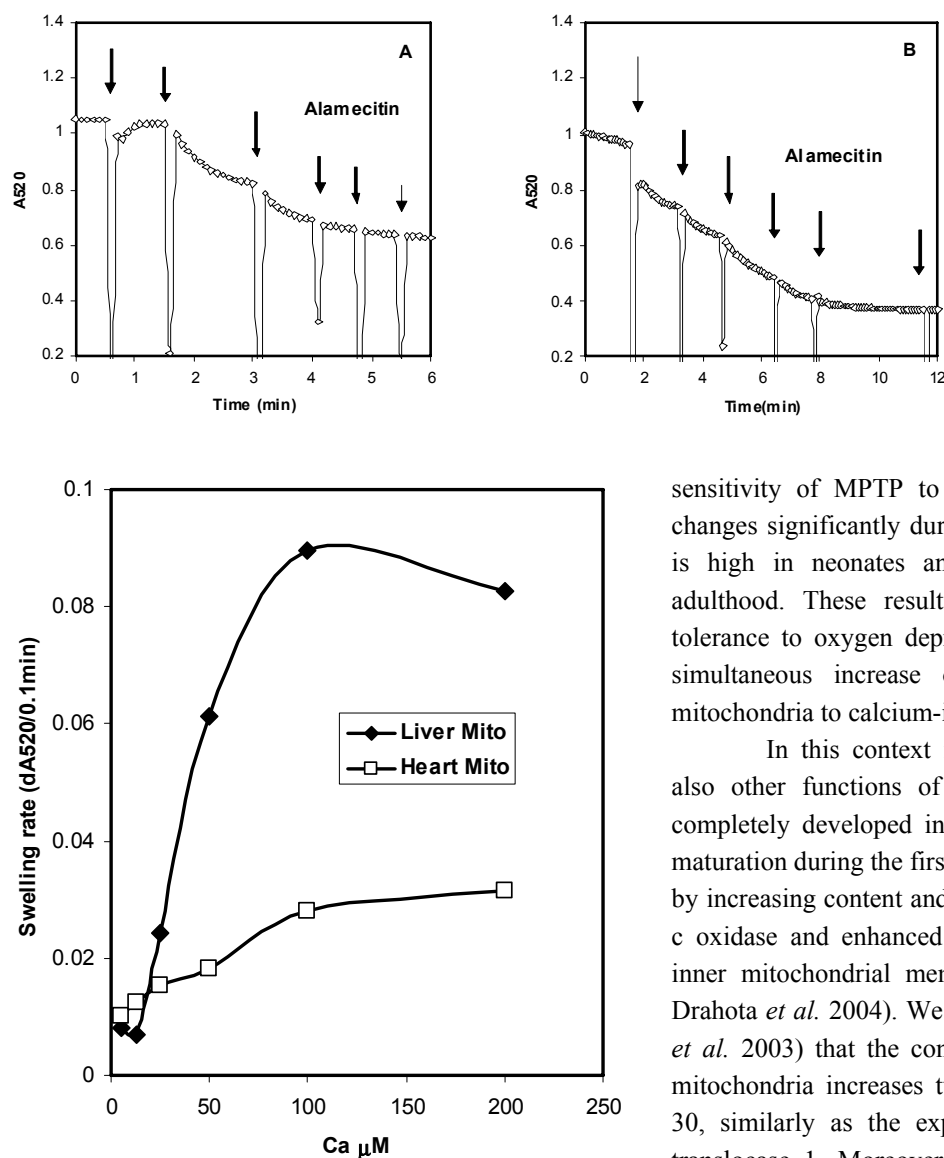 1.4
1.2
1
0.8
0.6
0.4
0.2
A520
A
Alamecitin
0 1 2 3 4 5 6
Time (min)
1.4
1.2
1
0.8
0.6
0.4
0.2
A520
B
Alamecitin
0 2 4 6 8 10 12
Time(min)
0.1
0.08
0.06
0.04
0.02
0
Swelling rate (dA520/0.1min)
Liver Mito
Heart Mito
0 50 100 150 200 250
Ca μM
sensitivity of MPTP to
changes significantly dur
is high in neonates an
adulthood. These result
tolerance to oxygen depr
simultaneous increase
mitochondria to calcium-i
In this context
also other functions of
completely developed in
maturation during the first
by increasing content and
c oxidase and enhanced
inner mitochondrial mem
Drahota et al. 2004). We
et al. 2003) that the con
mitochondria increases t
30, similarly as the exp
translocase 1. Moreover